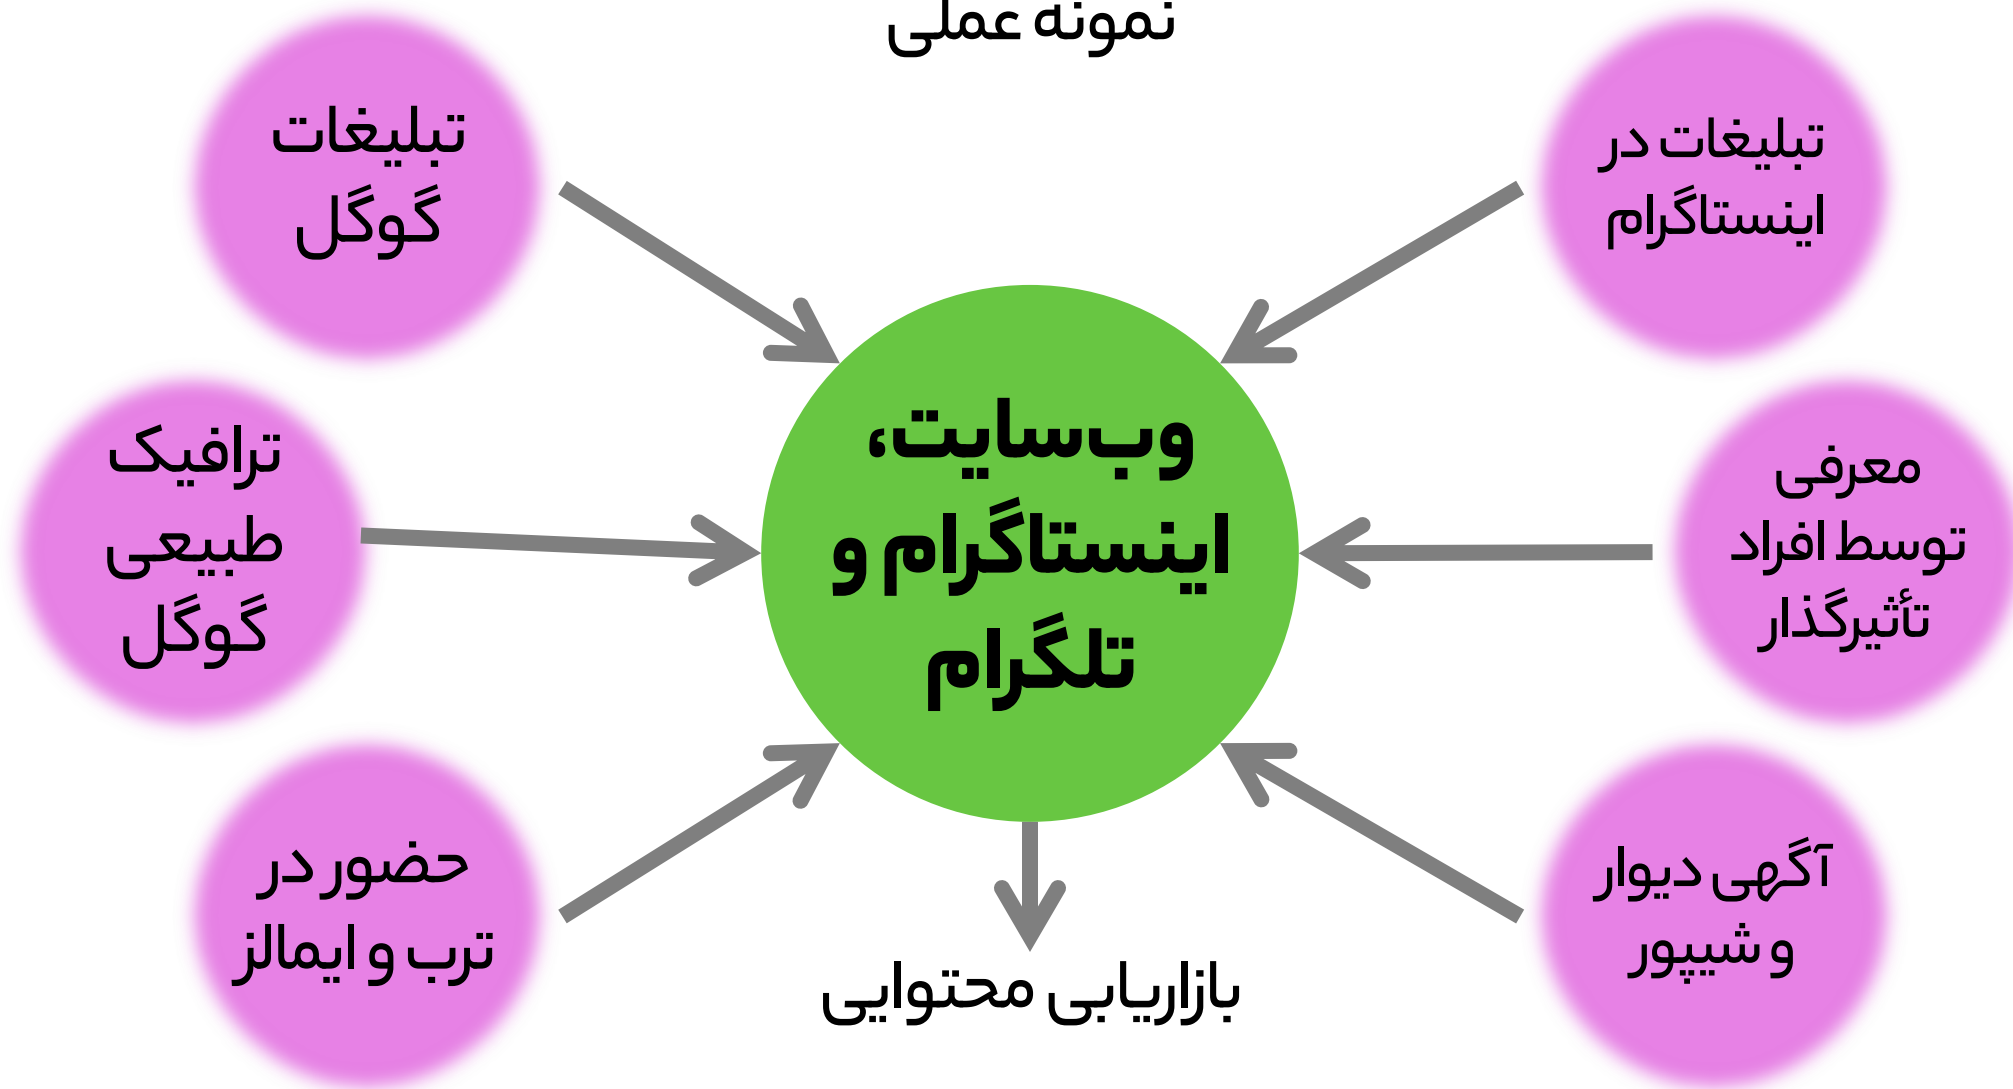 نمونه عملی
تبلیغات در
اینستاگرام
تبلیغات
گوگل
معرفی
توسط افراد
تأثیرگذار
وب‌سایت،
اینستاگرام و
تلگرام
ترافیک
طبیعی
گوگل
آگهی دیوار
و شیپور
حضور در
ترب و ایمالز
بازاریابی محتوایی